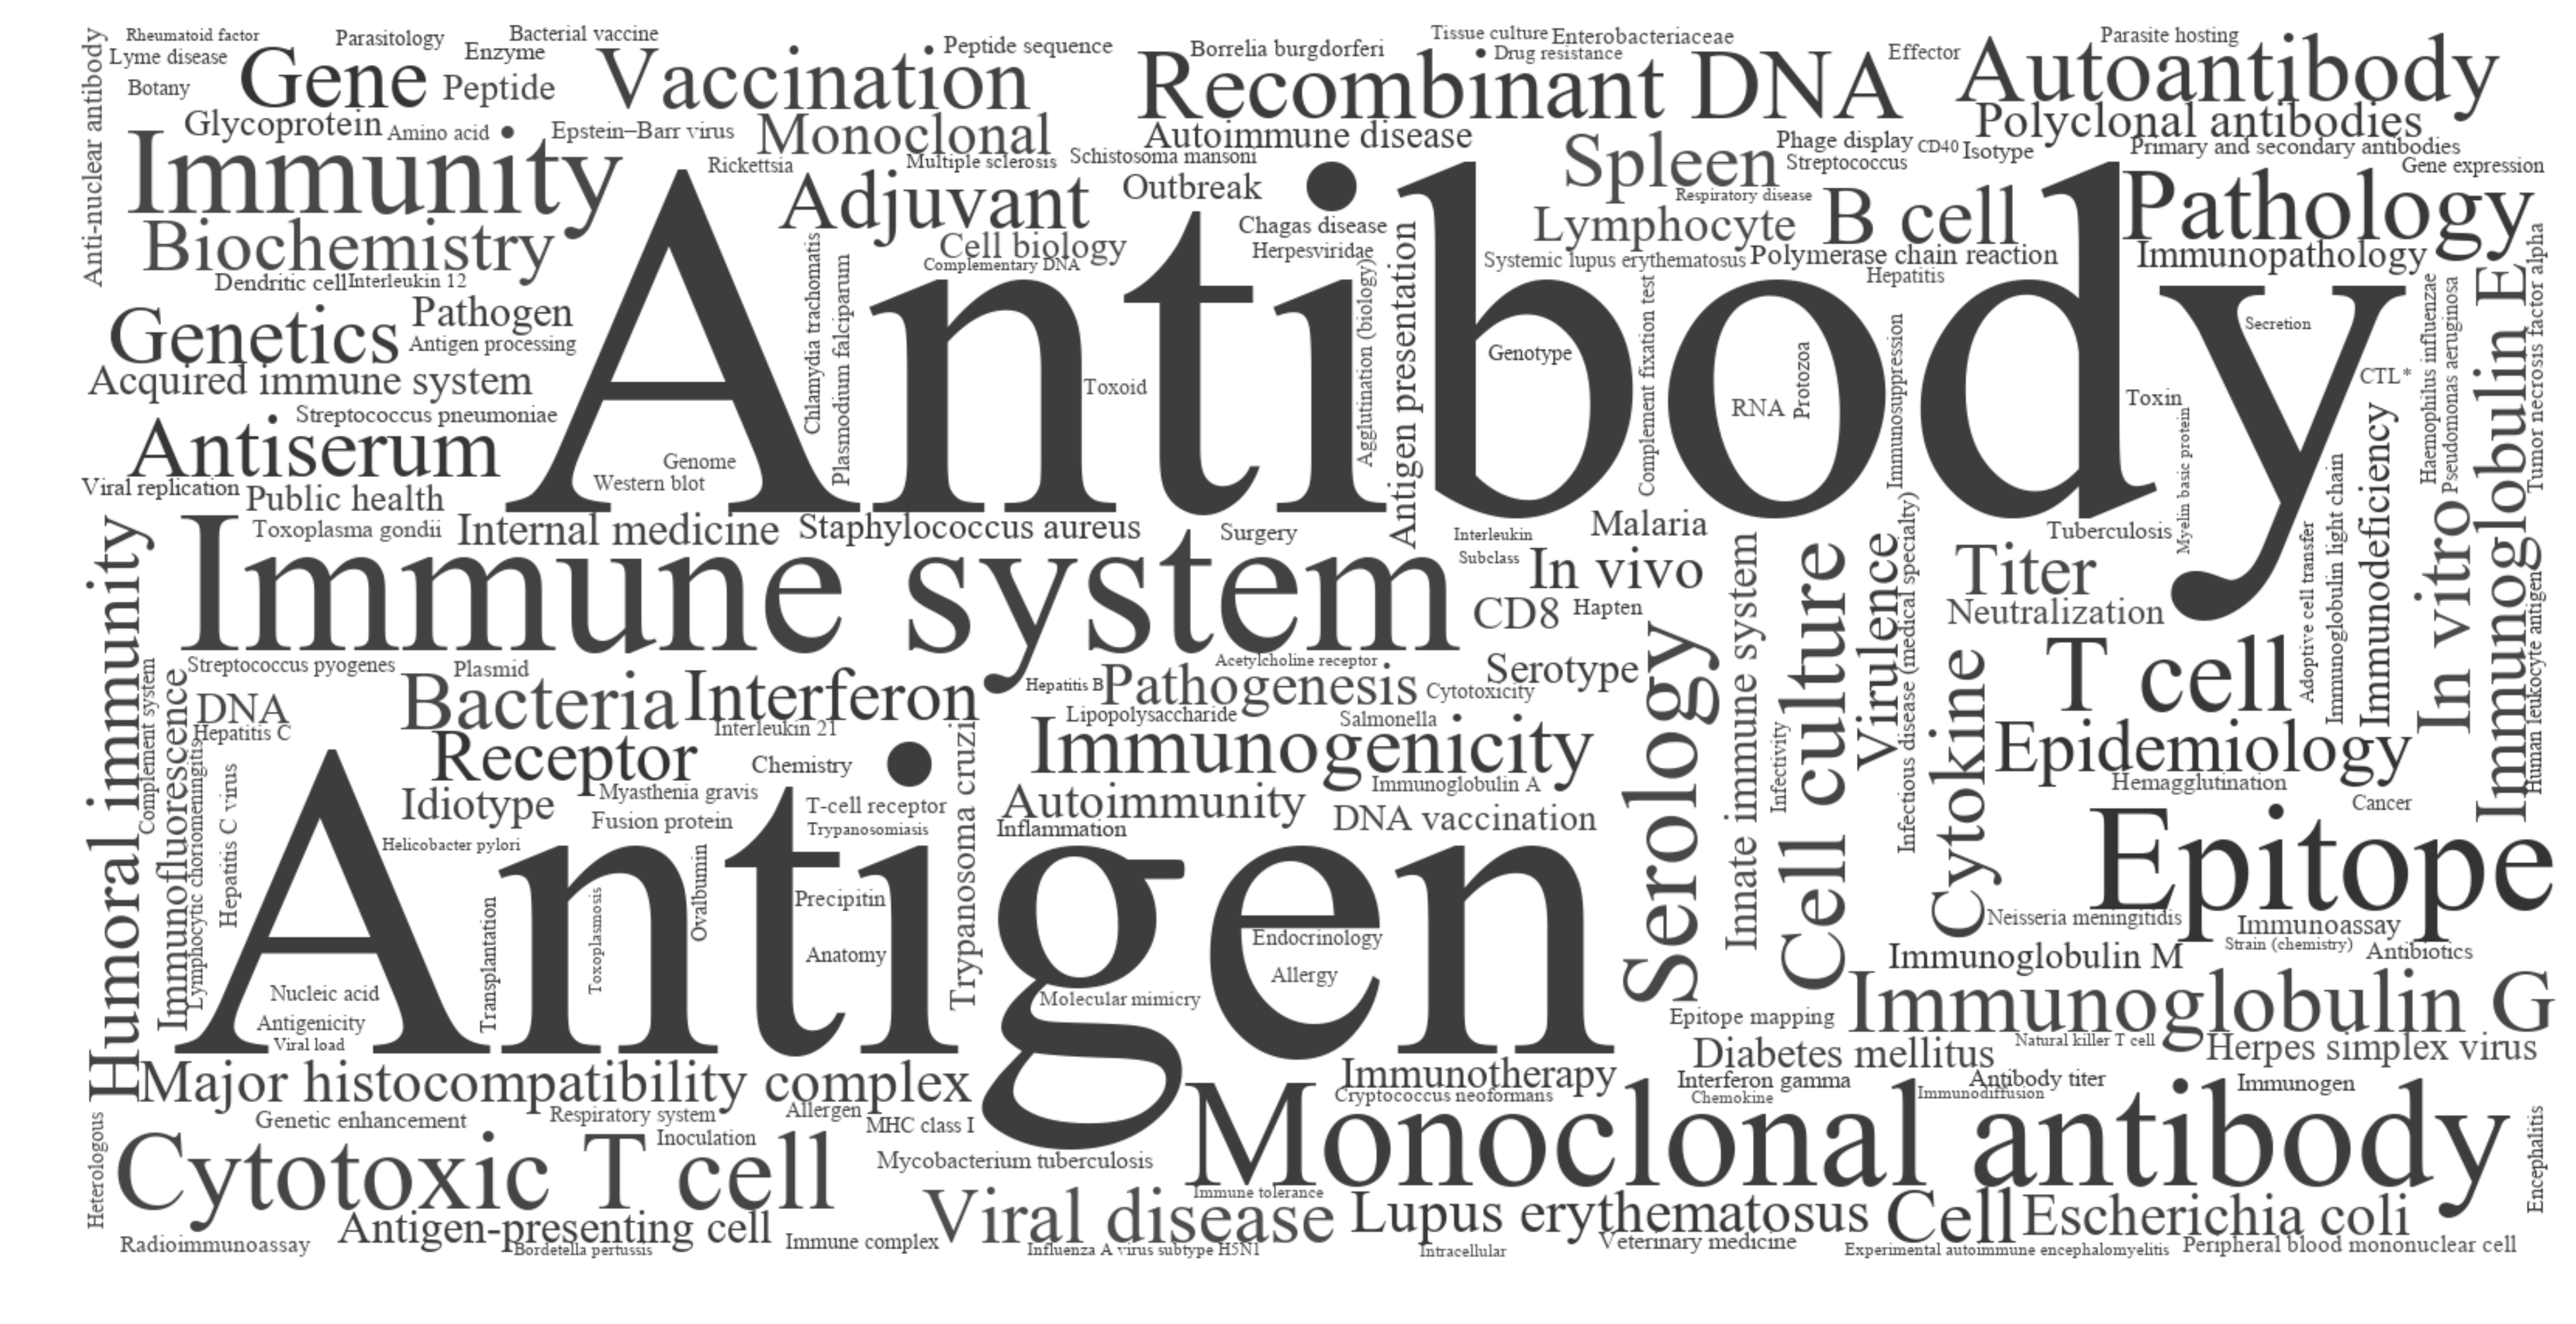 Anti-nuclear antibody
Rheumatoid factor
Parasitology
Bacterial vaccine
Lyme disease
Enzyme
Botany
Gene
Peptide
Vaccination
Peptide sequence
Borrelia burgdorferi
Tissue culture
Enterobacteriaceae
Drug resistance
Effector
Parasite hosting
Recombinant DNA
Autoantibody
Glycoprotein
Amino acid
Epstein–Barr virus
Monoclonal
Autoimmune disease
Polyclonal antibodies
Immunity
Rickettsia
Multiple sclerosis
Schistosoma mansoni
Spleen
Phage display
CD40
Isotype
Streptococcus
Primary and secondary antibodies
Gene expression
Adjuvant
Outbreak
Respiratory disease
Pathology
Biochemistry
Cell biology
Complementary DNA
Chagas disease
Herpesviridae
Lymphocyte
B cell
Systemic lupus erythematosus
Polymerase chain reaction
Hepatitis
Immunopathology
Dendritic cell
Interleukin 12
Antibody
Genetics
Pathogen
Antigen processing
Chlamydia trachomatis
Plasmodium falciparum
Toxoid
Agglutination (biology)
Antigen presentation
Genotype
Complement fixation test
RNA
Protozoa
Immunosuppression
Toxin
Secretion
CTL*
Haemophilus influenzae
Pseudomonas aeruginosa
Immunoglobulin E
Tumor necrosis factor alpha
Acquired immune system
Streptococcus pneumoniae
Antiserum
Genome
Western blot
Viral replication
Public health
Toxoplasma gondii
Internal medicine
Staphylococcus aureus
Surgery
Interleukin
Subclass
Malaria
In vivo
Myelin basic protein
Tuberculosis
Immune system
CD8
Hapten
Titer
Neutralization
Adoptive cell transfer
Immunoglobulin light chain
Immunodeficiency
In vitro
Human leukocyte antigen
Humoral immunity
Complement system
Immunofluorescence
Lymphocytic choriomeningitis
Streptococcus pyogenes
Plasmid
DNA
Hepatitis C
Hepatitis C virus
Bacteria
Interferon
Interleukin 21
Hepatitis B
Acetylcholine receptor
Pathogenesis
Cytotoxicity
Serotype
Lipopolysaccharide
Salmonella
Immunogenicity
Serology
Innate immune system
Infectivity
Cell culture
Virulence
Infectious disease (medical specialty)
Cytokine
T cell
Epidemiology
Hemagglutination
Cancer
Receptor
Chemistry
Idiotype
Myasthenia gravis
Fusion protein
T-cell receptor
Trypanosomiasis
Trypanosoma cruzi
Immunoglobulin A
Autoimmunity
Inflammation
DNA vaccination
Epitope
Helicobacter pylori
Antigen
Transplantation
Toxoplasmosis
Ovalbumin
Precipitin
Anatomy
Endocrinology
Allergy
Molecular mimicry
Nucleic acid
Antigenicity
Viral load
Neisseria meningitidis
Immunoassay
Strain (chemistry)
Antibiotics
Immunoglobulin M
Immunoglobulin G
Epitope mapping
Diabetes mellitus
Natural killer T cell
Herpes simplex virus
Major histocompatibility complex
Immunotherapy
Cryptococcus neoformans
Interferon gamma
Chemokine
Antibody titer
Immunodiffusion
Immunogen
Heterologous
Genetic enhancement
Respiratory system
Allergen
MHC class I
Inoculation
Cytotoxic T cell
Mycobacterium tuberculosis
Monoclonal antibody
Encephalitis
Immune tolerance
Viral disease
Lupus erythematosus
Cell
Escherichia coli
Antigen-presenting cell
Radioimmunoassay
Bordetella pertussis
Immune complex
Influenza A virus subtype H5N1
Intracellular
Veterinary medicine
Experimental autoimmune encephalomyelitis
Peripheral blood mononuclear cell